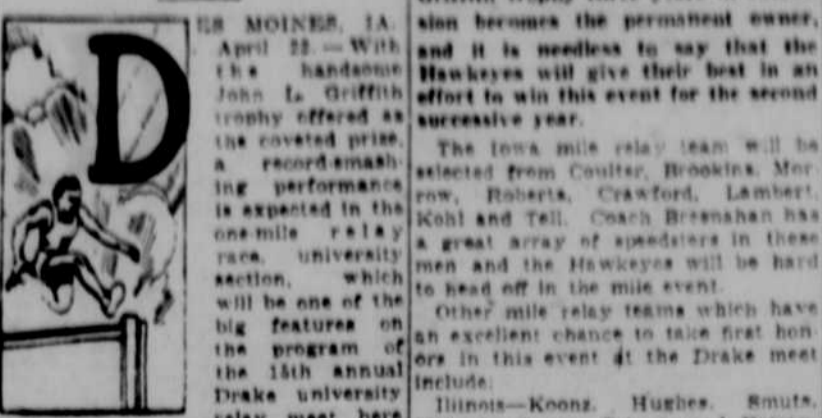 DES MOINES, IA.
April 22. — With
the handsome
John L. Griffith
trophy offered as
the coveted prize,
a record-smash-
ing performance
is expected in the
one-mile relay
race, university
section, which
will be one of the
big features on
the program of
the 15th annual
Drake university
relay meet here
sion becomes the permanent owner,
and it is needless to say that the
Hawkeyes will give their best in an
effort to win this event for the second
successive year.
The Iowa mile relay team will be
selected from Coulter, Brookins, Mor-
row, Roberts, Crawford, Lambert,
Kohl and Tell. Coach Bresnahan has
a great array of speedsters in these
men and the Hawkeyes will be hard
to head off in the mile event.
Other mile relay teams which have
an excellent chance to take first hon-
ors in this event at the Drake meet
include:
Illinois—Koonz, Hughes, Smuts,